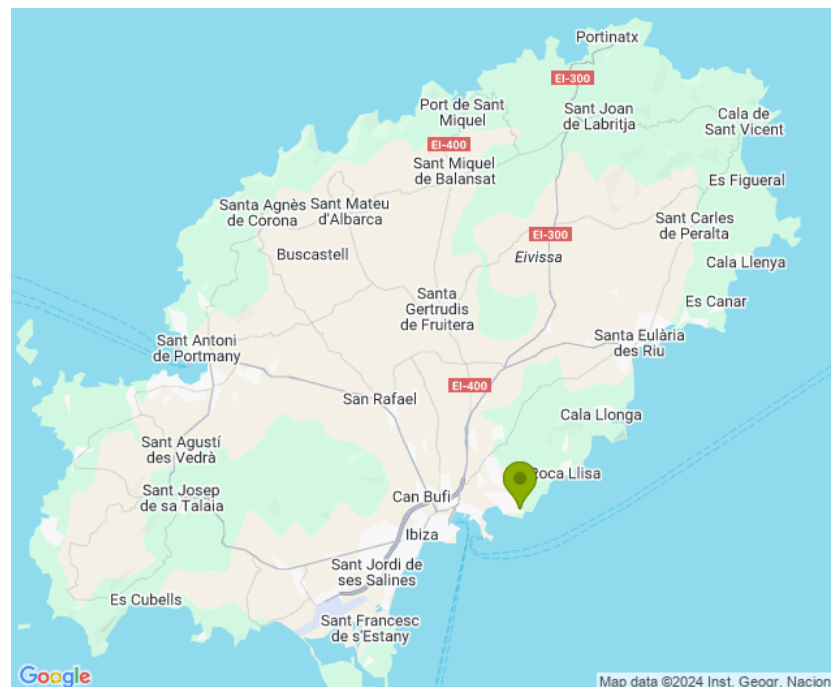 Portinatx
EI-300
Port de Sant
Miquel
Sant Joan
de Labritja
Cala de
Sant Vicent
EI-400
Sant Miquel
de Balansat
Es Figueral
Santa Agnès
de Corona
Sant Mateu
d'Albarca
Sant Carles
de Peralta
EI-300
Buscastell
Eivissa
Cala Llenya
Santa
Gertrudis
de Fruitera
Es Canar
Sant Antoni
de Portmany
Santa Eulària
des Riu
EI-400
San Rafael
Cala Llonga
Sant Agustí
des Vedrà
Roca Llisa
Sant Josep
de sa Talaia
Can Bufi
Ibiza
Sant Jordi de
ses Salines
Es Cubells
Sant Francesc
de s'Estany
Google
Map data ©2024 Inst. Geogr. Nacion